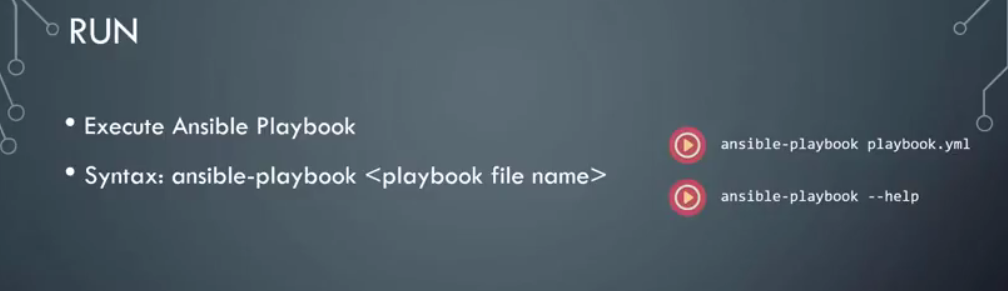 RUN
• Execute Ansible Playbook
• Syntax: ansible-playbook <playbook file name>
ansible-playbook playbook.yml
ansible-playbook --help